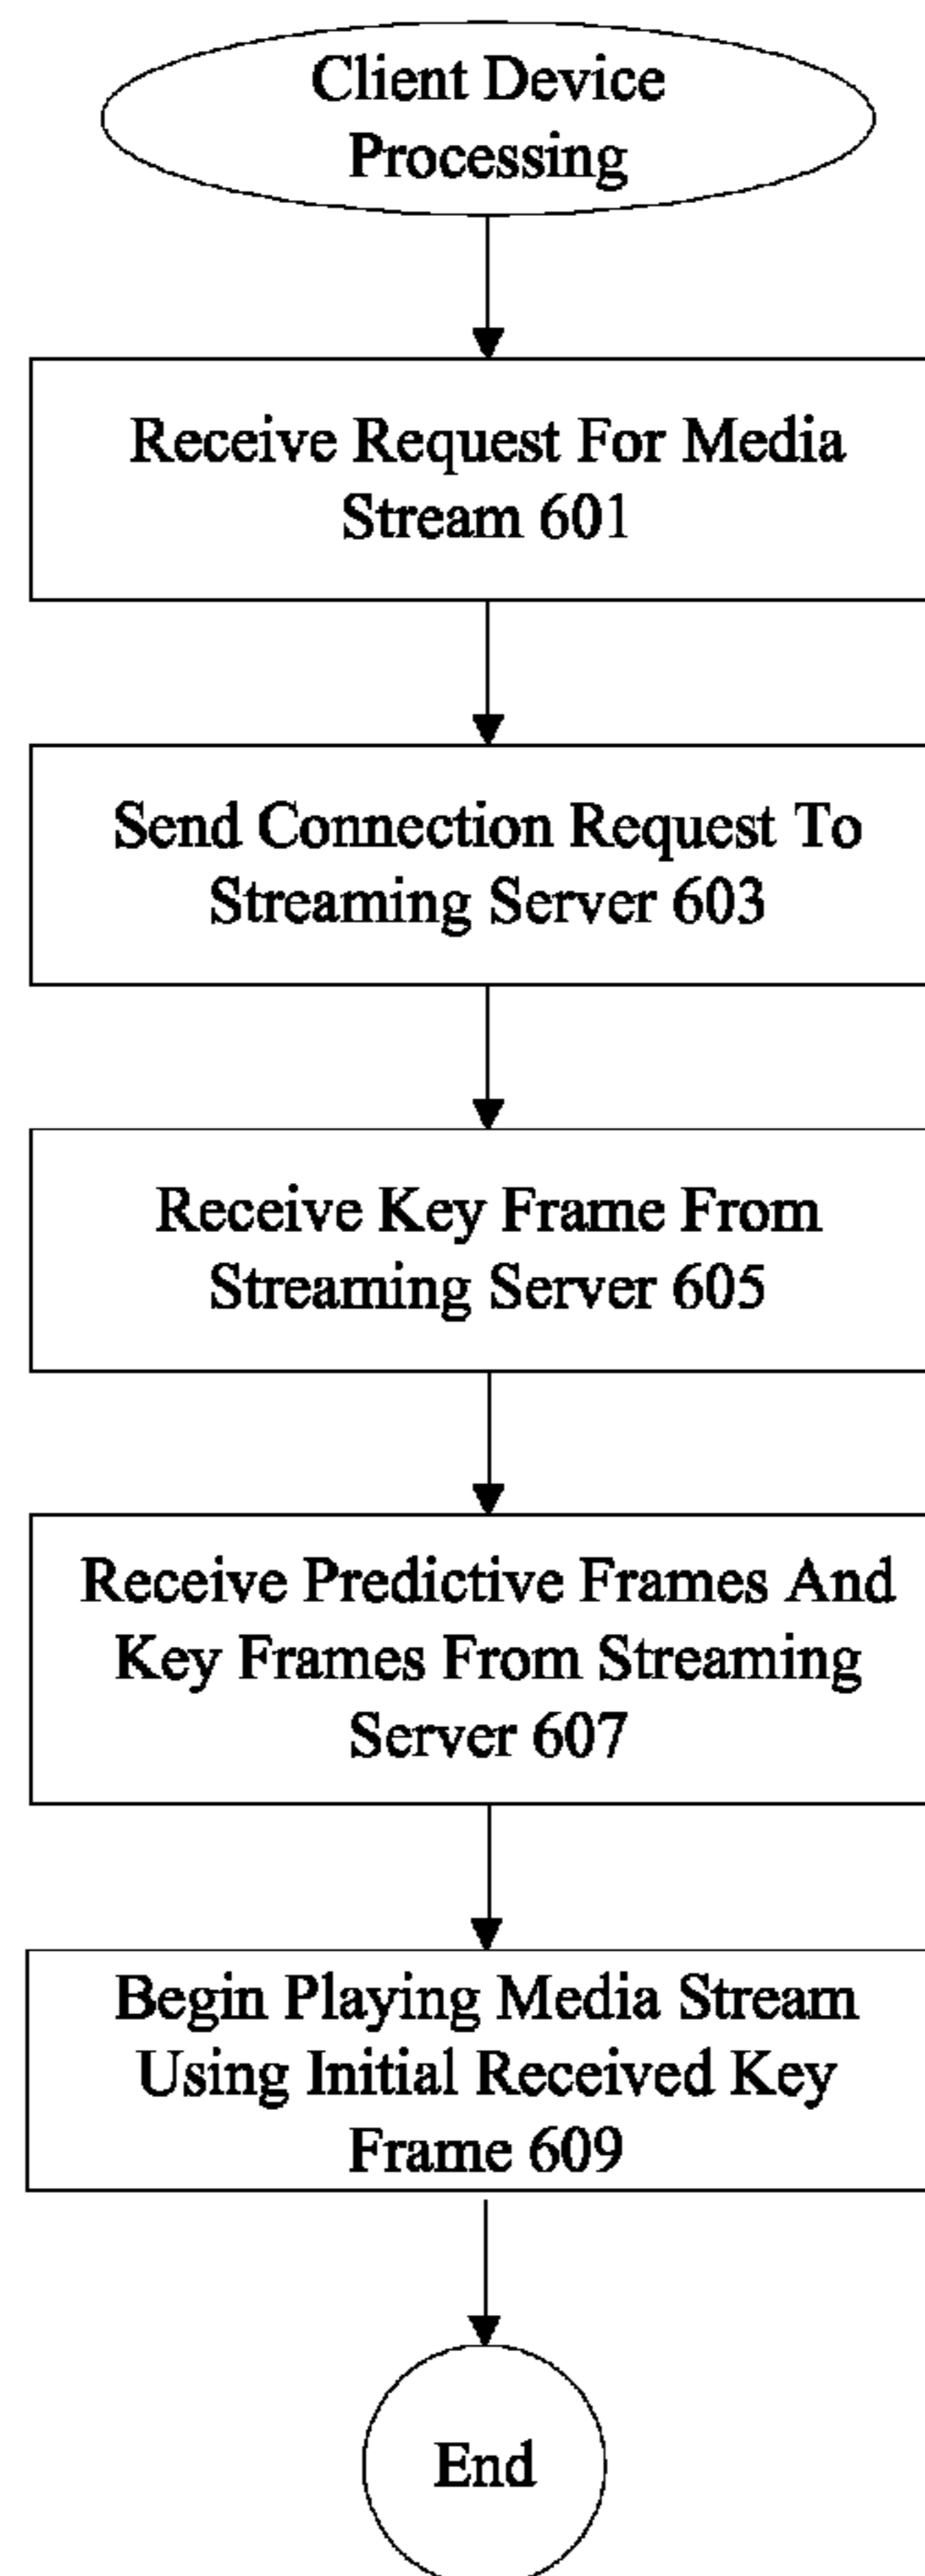 Client Device
Processing
Receive Request For Media
Stream 601
Send Connection Request To
Streaming Server 603
Receive Key Frame From
Streaming Server 605
Receive Predictive Frames And
Key Frames From Streaming
Server 607
Begin Playing Media Stream
Using Initial Received Key
Frame 609
End